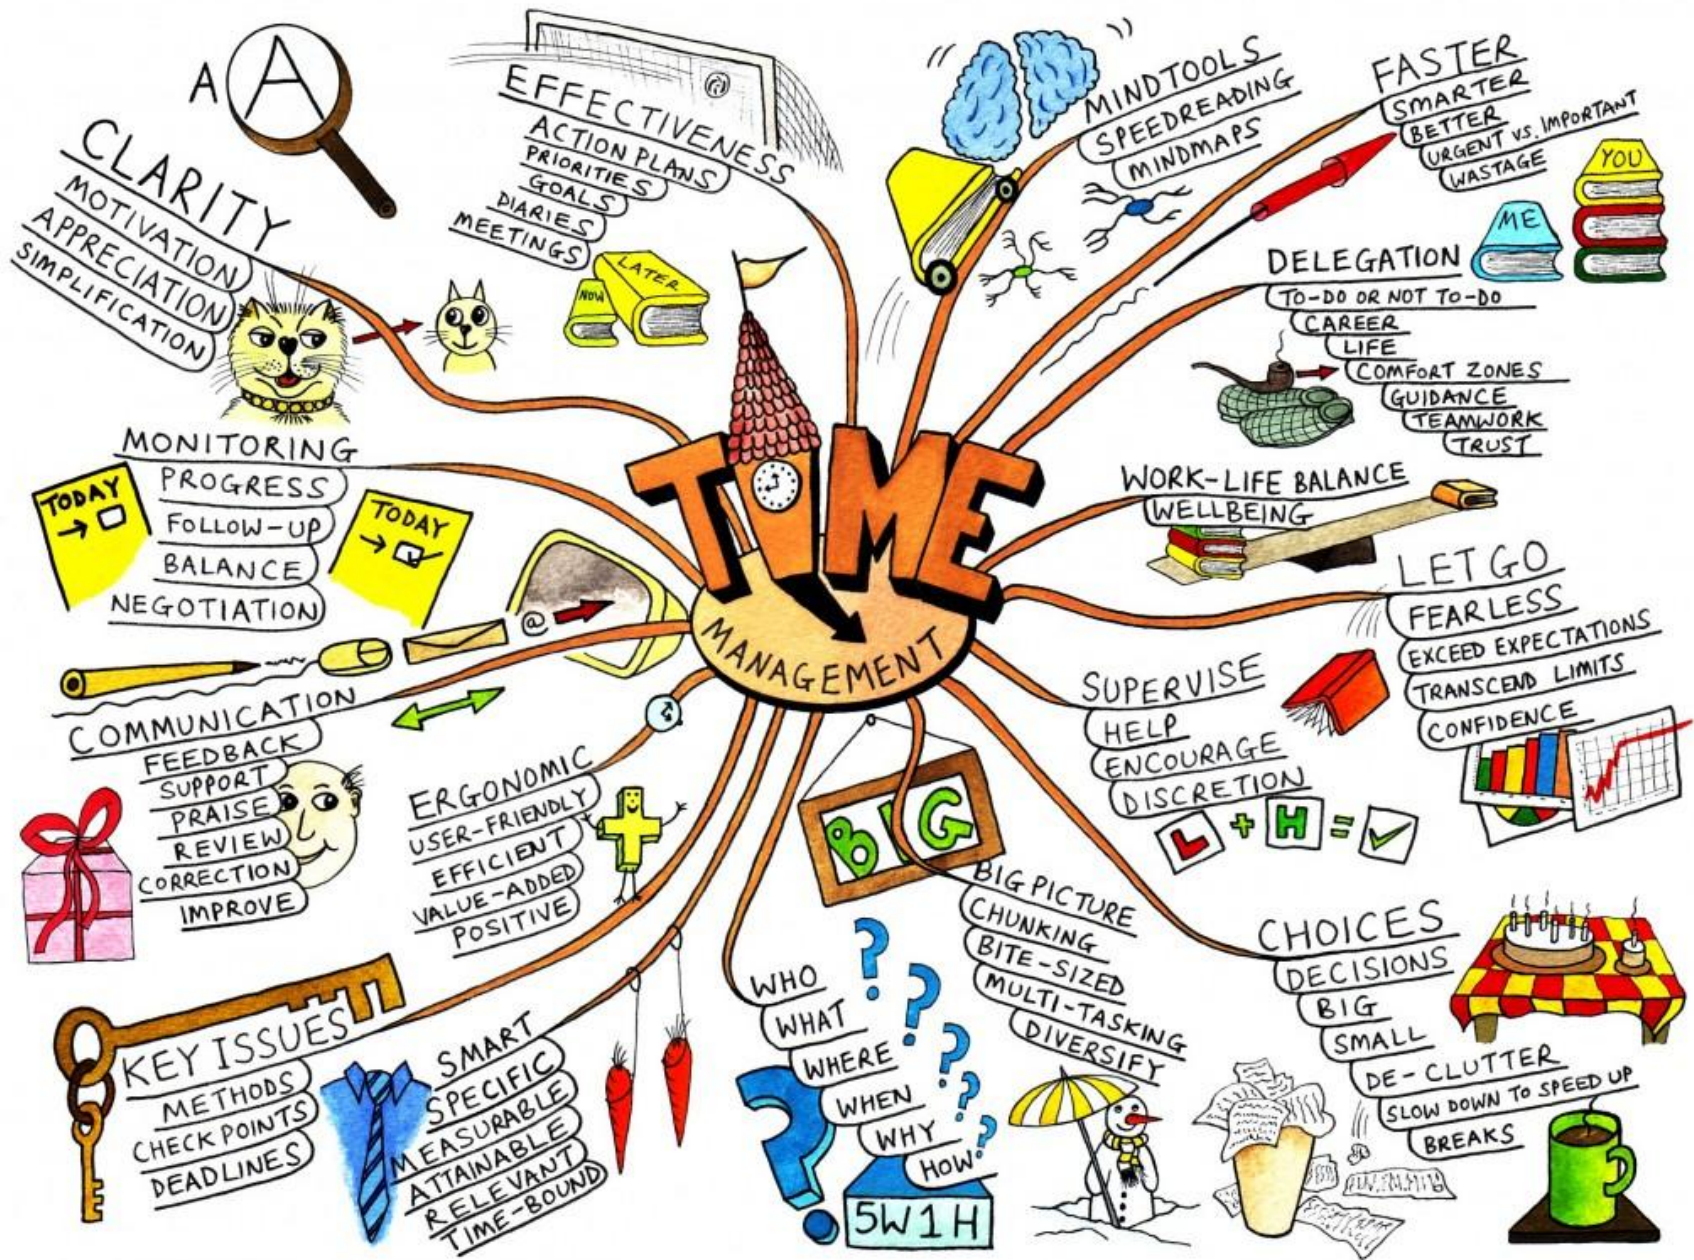 TIME
MANAGEMENT
A A
CLARITY
MOTIVATION
APPRECIATION
SIMPLIFICATION
EFFECTIVENESS
ACTION PLANS
PRIORITIES
GOALS
DIARIES
MEETINGS
NOW
LATER
MINDTOOLS
SPEEDREADING
MINDMAPS
FASTER
SMARTER
BETTER
URGENT VS. IMPORTANT
WASTAGE
YOU
ME
DELEGATION
TO-DO OR NOT TO-DO
CAREER
LIFE
COMFORT ZONES
GUIDANCE
TEAMWORK
TRUST
WORK-LIFE BALANCE
WELLBEING
LET GO
FEARLESS
EXCEED EXPECTATIONS
TRANSCEND LIMITS
CONFIDENCE
SUPERVISE
HELP
ENCOURAGE
DISCRETION
L + H = ✓
CHOICES
DECISIONS
BIG
SMALL
DE-CLUTTER
SLOW DOWN TO SPEED UP
BREAKS
BIG
BIG PICTURE
CHUNKING
BITE-SIZED
MULTI-TASKING
DIVERSIFY
WHO
WHAT
WHERE
WHEN
WHY
HOW
? ? ? ? ? ?
5W1H
SMART
SPECIFIC
MEASURABLE
ATTAINABLE
RELEVANT
TIME-BOUND
KEY ISSUES
METHODS
CHECK POINTS
DEADLINES
ERGONOMIC
USER-FRIENDLY
EFFICIENT
VALUE-ADDED
POSITIVE
@
COMMUNICATION
FEEDBACK
SUPPORT
PRAISE
REVIEW
CORRECTION
IMPROVE
MONITORING
PROGRESS
FOLLOW-UP
BALANCE
NEGOTIATION
TODAY
→ □
TODAY
→ ☑